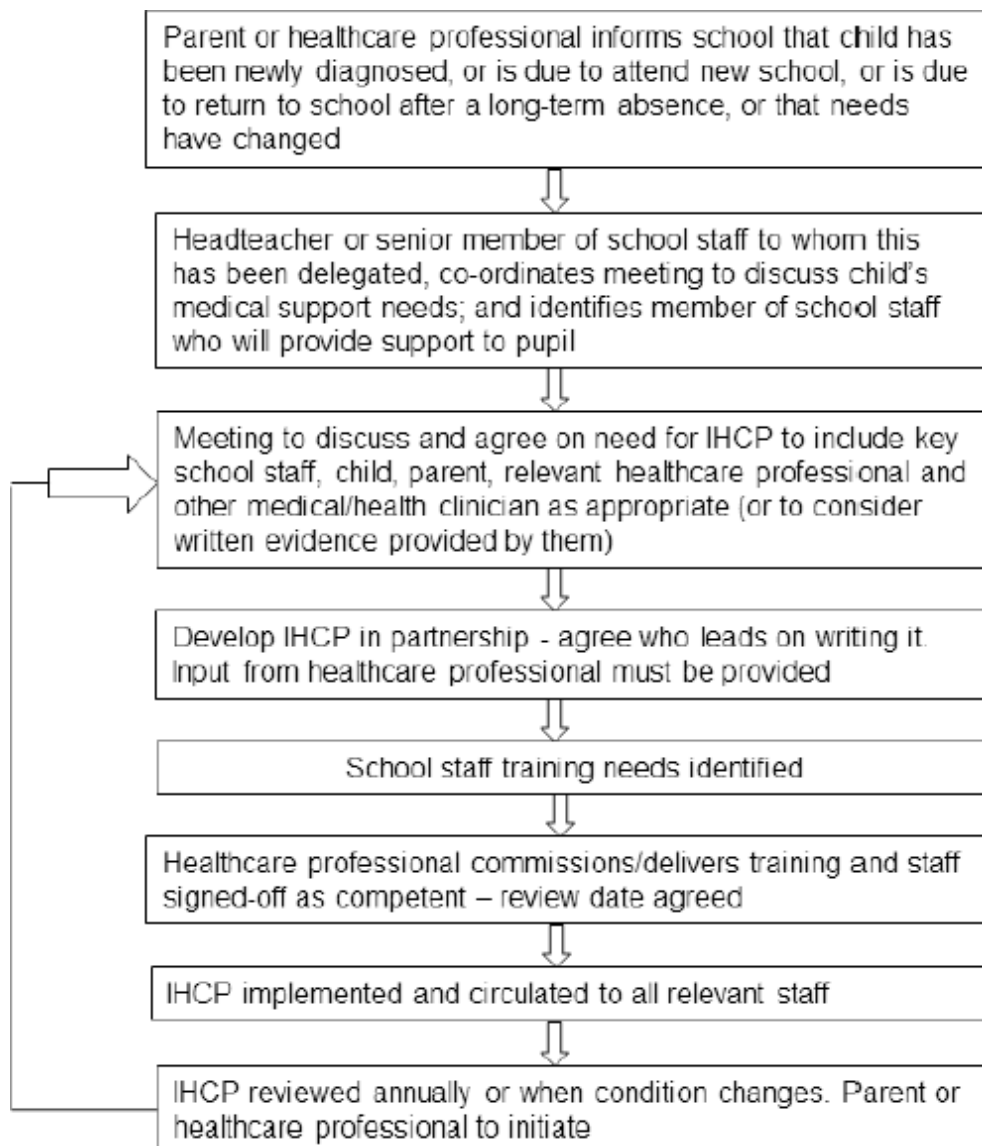 Parent or healthcare professional informs school that child has
been newly diagnosed, or is due to attend new school, or is due
to return to school after a long-term absence, or that needs
have changed
Headteacher or senior member of school staff to whom this
has been delegated, co-ordinates meeting to discuss child's
medical support needs; and identifies member of school staff
who will provide support to pupil
Meeting to discuss and agree on need for IHCP to include key
school staff, child, parent, relevant healthcare professional and
other medical/health clinician as appropriate (or to consider
written evidence provided by them)
Develop IHCP in partnership - agree who leads on writing it.
Input from healthcare professional must be provided
School staff training needs identified
Healthcare professional commissions/delivers training and staff
signed-off as competent – review date agreed
IHCP implemented and circulated to all relevant staff
IHCP reviewed annually or when condition changes. Parent or
healthcare professional to initiate